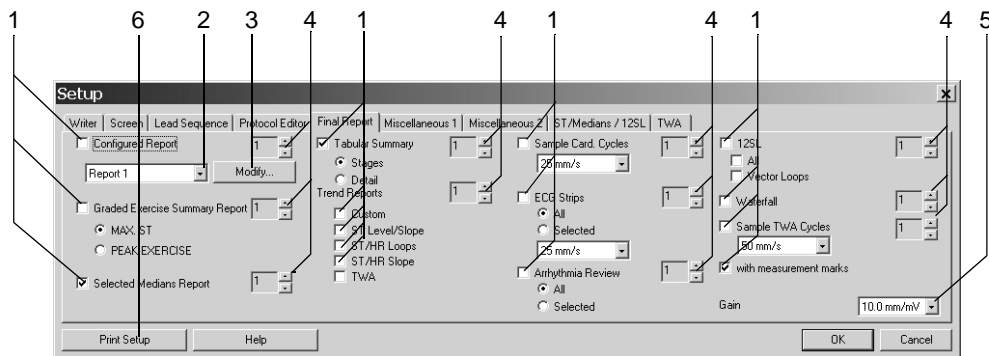 1 6 2 3 4 1 4 1 4 1 4 5
Setup
Writer Screen Lead Sequence Protocol Editor Final Report Miscellaneous 1 Miscellaneous 2 ST/Medians / 12SL TWA
Configured Report 1 Tabular Summary 1 Sample Card. Cycles 1 12SL 1
Stages 25 mm/s All
Report 1 Modify... Detail Vector Loops
Trend Reports 1 ECG Strips 1 Waterfall 1
Graded Exercise Summary Report 1 Custom All
MAX. ST ST Level/Slope Selected Sample TWA Cycles 1
PEAK EXERCISE ST/HR Loops 25 mm/s 50 mm/s
ST/HR Slope Arrhythmia Review 1 with measurement marks
Selected Medians Report 1 TWA All
Selected Gain 10.0 mm/mV
Print Setup Help OK Cancel